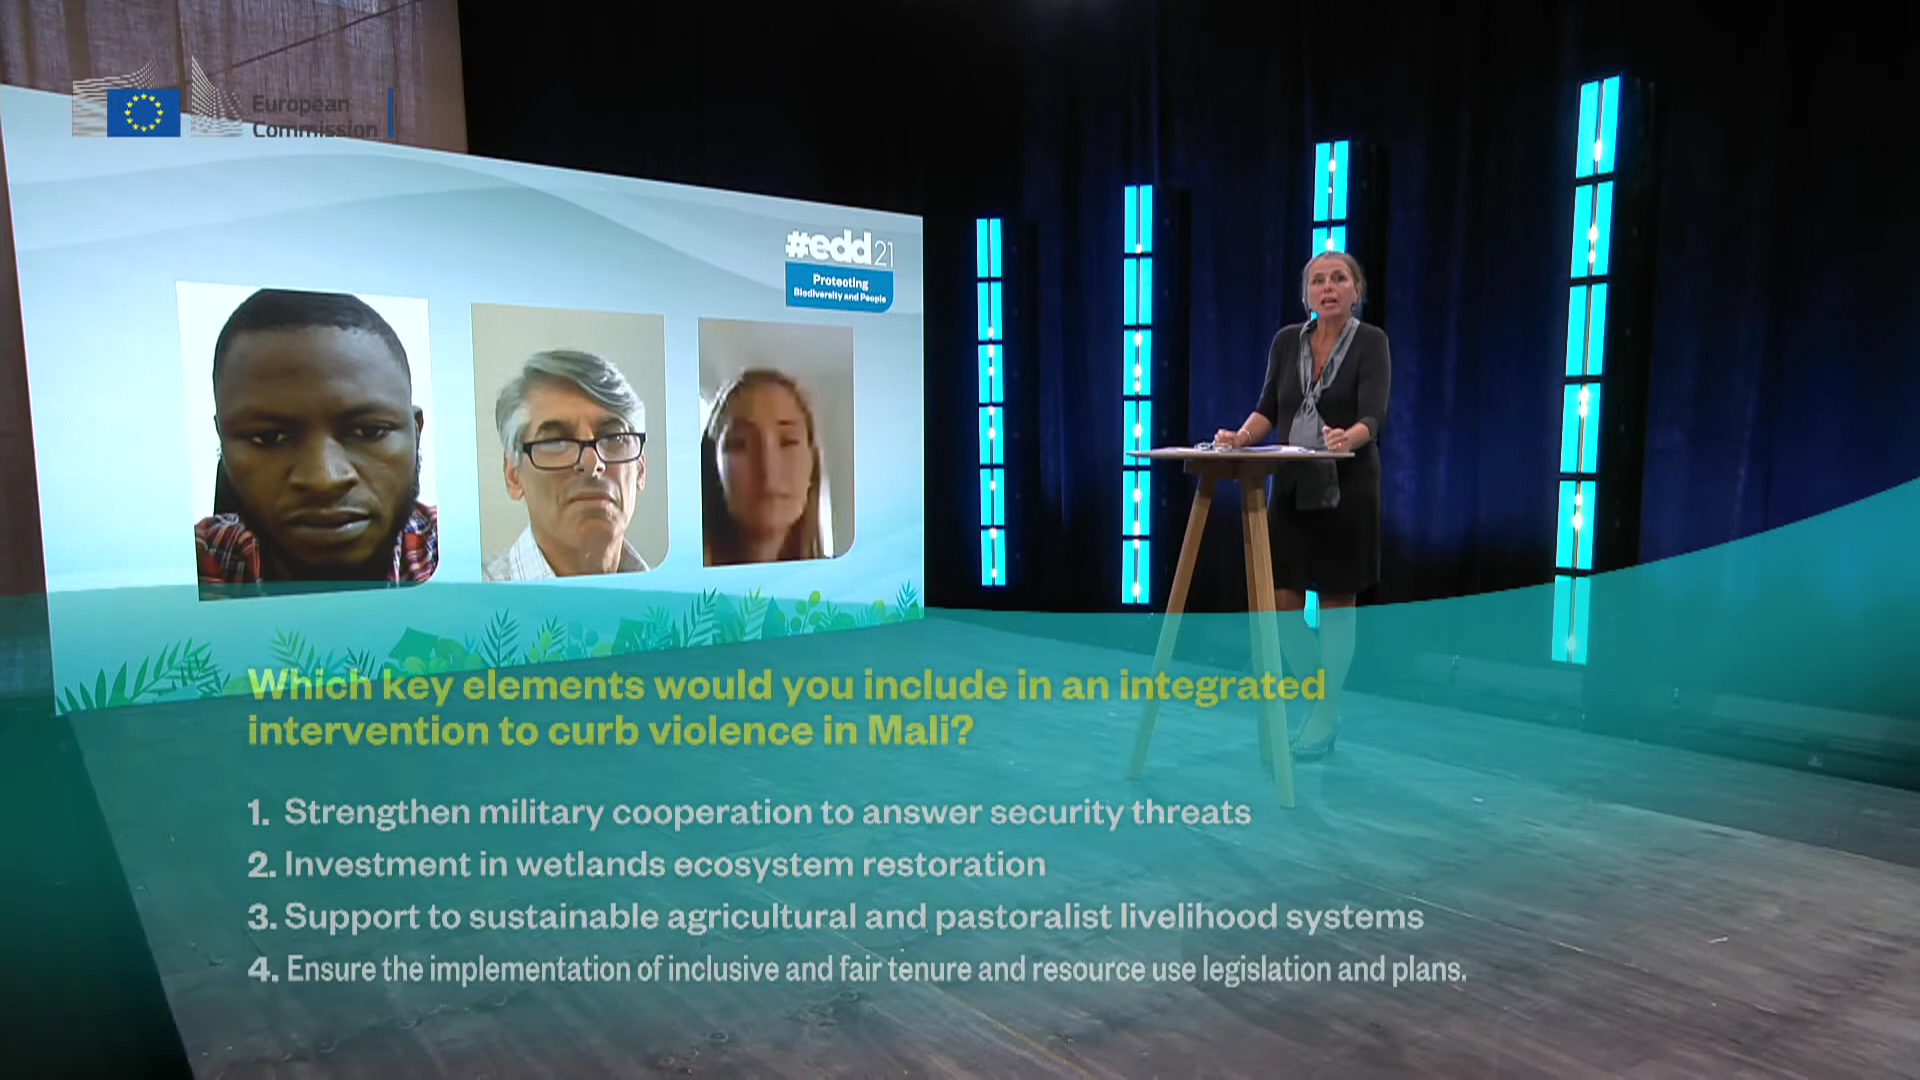 European
Commission
#edd21
Protecting
Biodiversity and People
Which key elements would you include in an integrated
intervention to curb violence in Mali?
1. Strengthen military cooperation to answer security threats
2. Investment in wetlands ecosystem restoration
3. Support to sustainable agricultural and pastoralist livelihood systems
4. Ensure the implementation of inclusive and fair tenure and resource use legislation and plans.